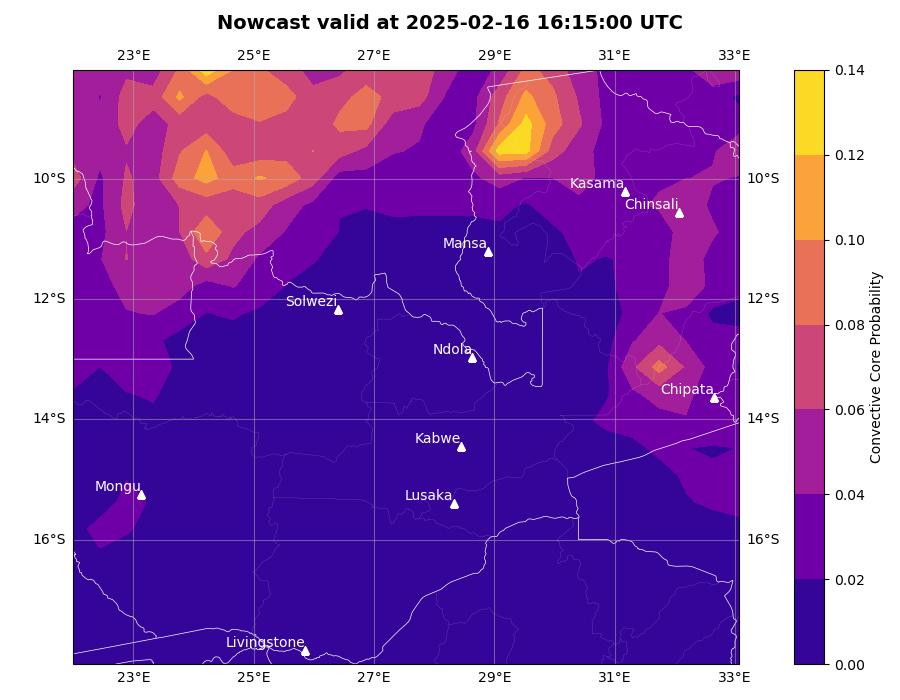 Nowcast valid at 2025-02-16 16:15:00 UTC
23°E 25°E 27°E 29°E 31°E 33°E
0.14
0.12
10°S Kasama 10°S
Chinsali
0.10
Mansa
12°S Solwezi 12°S
0.08
Ndola
Chipata
0.06
14°S 14°S
Kabwe
Mongu
Lusaka
0.04
16°S 16°S
0.02
Livingstone
0.00
23°E 25°E 27°E 29°E 31°E 33°E
Convective Core Probability